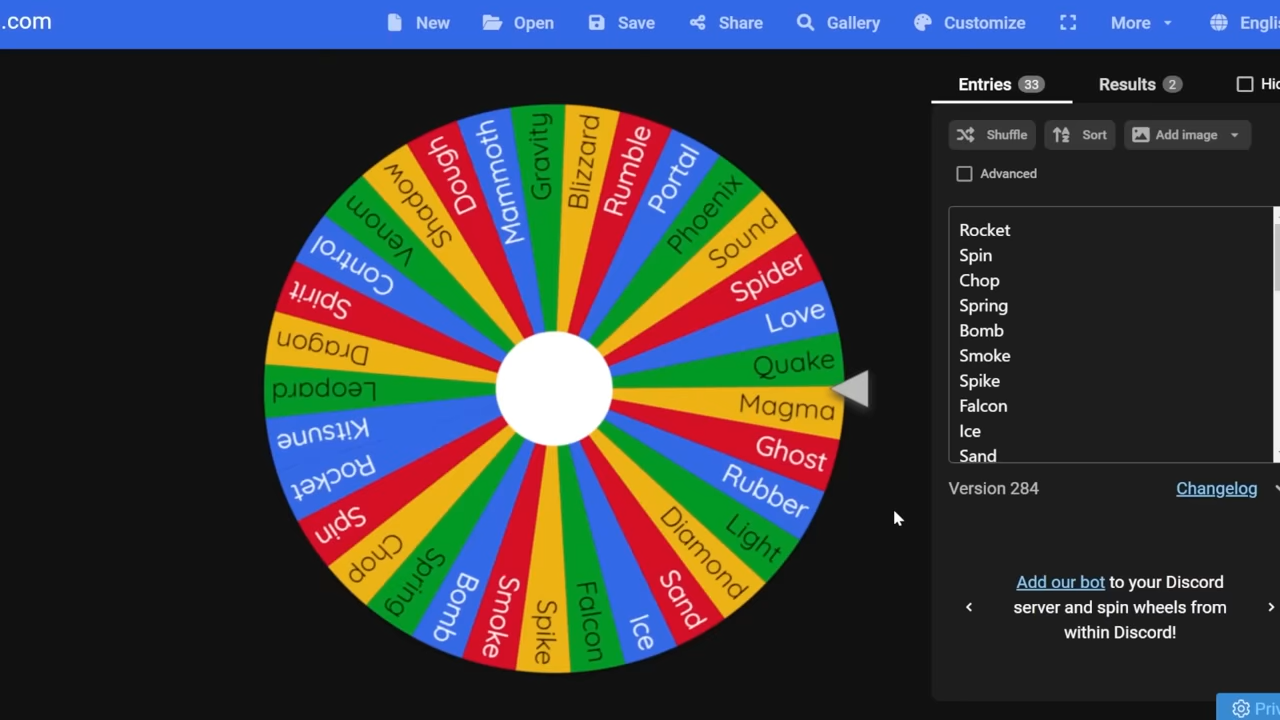 .com
New
Open
Save
Share
Gallery
Customize
More
Engli
Entries 33
Results 2
Hid
Shuffle
Sort
Add image
Advanced
Rocket
Spin
Chop
Spring
Bomb
Smoke
Spike
Falcon
Ice
Sand
Version 284
Changelog
Add our bot to your Discord
server and spin wheels from
within Discord!
Priv
Gravity
Blizzard
Rumble
Portal
Phoenix
Sound
Spider
Love
Quake
Magma
Ghost
Rubber
Light
Diamond
Sand
Ice
Falcon
Spike
Smoke
Bomb
Spring
Chop
Spin
Rocket
Kitsune
Leopard
Dragon
Spirit
Control
Venom
Shadow
Dough
Mammoth